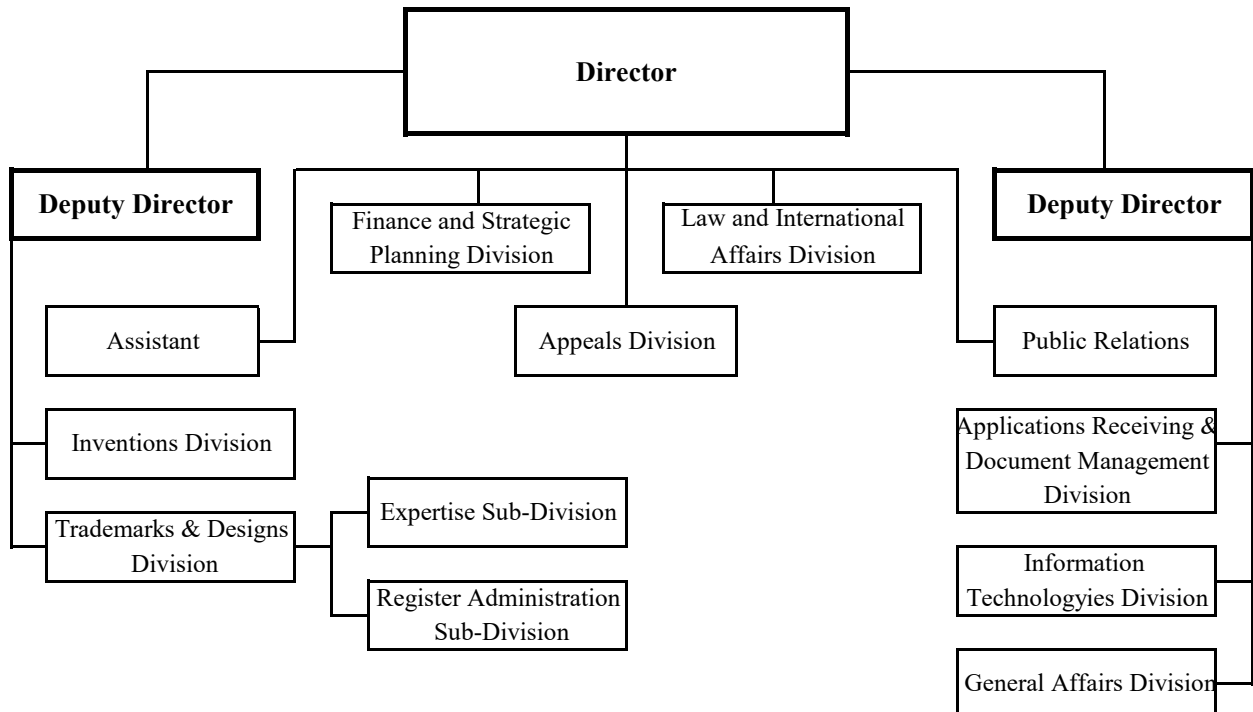 Director
Deputy Director
Deputy Director
Finance and Strategic
Planning Division
Law and International
Affairs Division
Assistant
Appeals Division
Public Relations
Inventions Division
Applications Receiving &
Document Management
Division
Trademarks & Designs
Division
Expertise Sub-Division
Information
Technologyies Division
Register Administration
Sub-Division
General Affairs Division